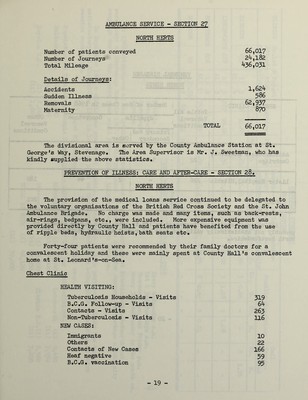 AMBULANCE SERVICE - SECTION 27
NORTH HERTS
Number of patients conveyed 66,017
Number of Journeys 24,182
Total Mileage 436,031
Details of Journeys:
Accidents 1,624
Sudden Illness 586
Removals 62,937
Maternity 870
TOTAL 66,017
The divisional area is served by the County Ambulance Station at St.
George's Way, Stevenage. The Area Supervisor is Mr. J. Sweetman, who has
kindly supplied the above statistics.
PREVENTION OF ILLNESS: CARE AND AFTER-CARE - SECTION 28.
NORTH HERTS
The provision of the medical loans service continued to be delegated to
the voluntary organisations of the British Red Cross Society and the St. John
Ambulance Brigade. No charge was made and many items, such as back-rests,
air-rings, bedpans, etc., were included. More expensive equipment was
provided directly by County Hall and patients have benefited from the use
of ripple beds, hydraulic hoists, bath seats etc.
Forty-four patients were recommended by their family doctors for a
convalescent holiday and these were mainly spent at County Hall's convalescent
home at St. Leonard's-on-Sea.
Chest Clinic
HEALTH VISITING:
Tuberculosis Households - Visits 319
B.C.G. Follow-up - Visits 64
Contacts - Visits 263
Non-Tuberculosis - Visits 116
NEW CASES:
Immigrants 10
Others 22
Contacts of New Cases 166
Heaf negative 59
B.C.G. vaccination 95
- 19 -